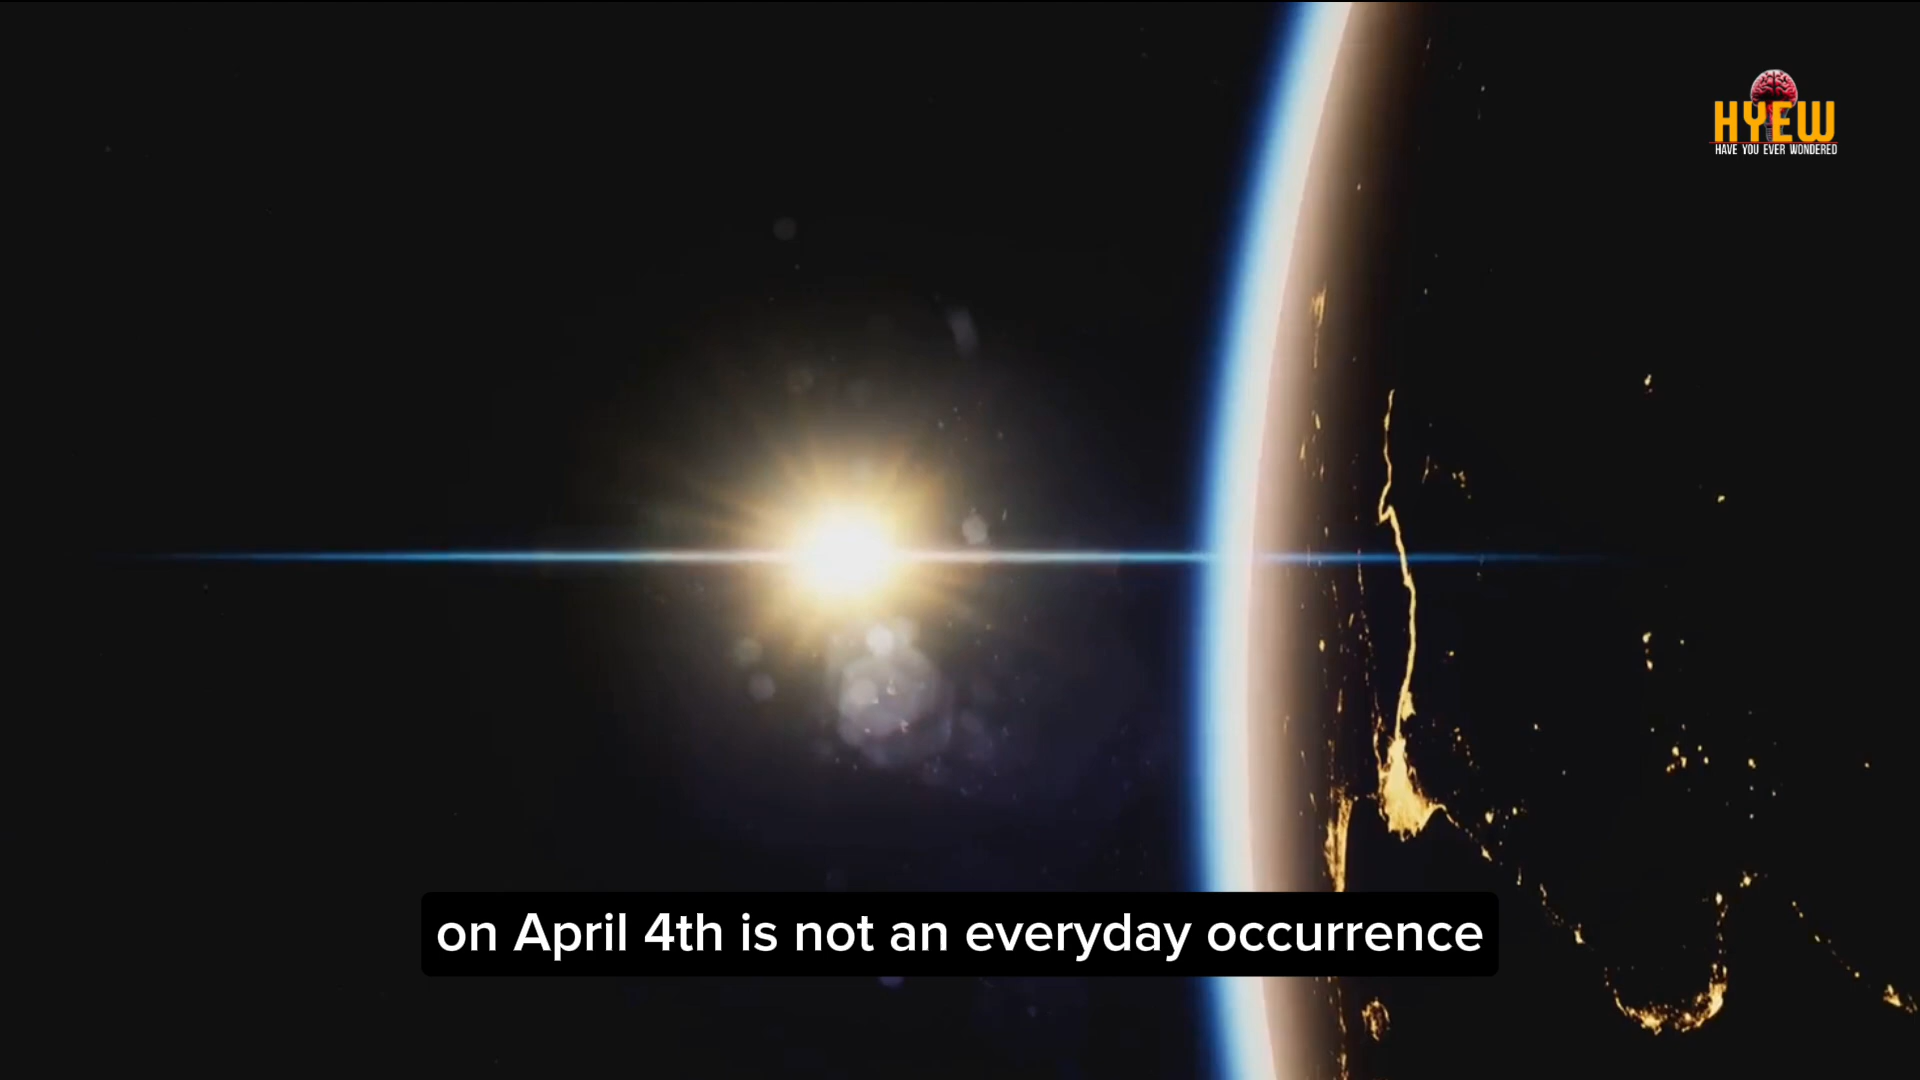 HYEW
HAVE YOU EVER WONDERED
on April 4th is not an everyday occurrence